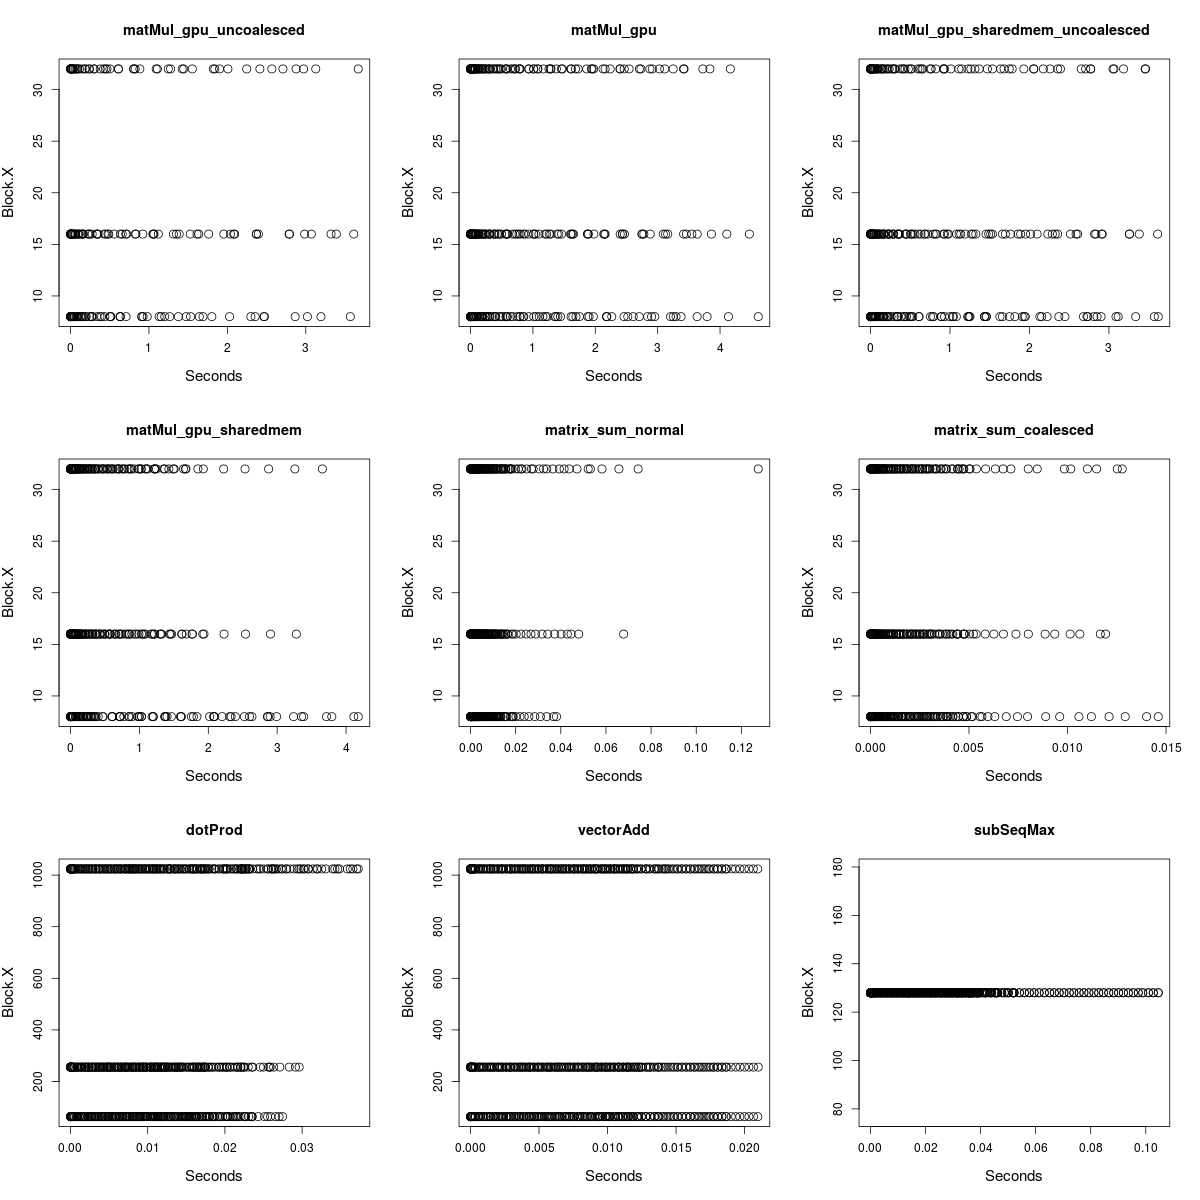 matMul_gpu_uncoalesced
Block.X
10 15 20 25 30
0 1 2 3
Seconds
matMul_gpu
Block.X
10 15 20 25 30
0 1 2 3 4
Seconds
matMul_gpu_sharedmem_uncoalesced
Block.X
10 15 20 25 30
0 1 2 3
Seconds
matMul_gpu_sharedmem
Block.X
10 15 20 25 30
0 1 2 3 4
Seconds
matrix_sum_normal
Block.X
10 15 20 25 30
0.00 0.02 0.04 0.06 0.08 0.10 0.12
Seconds
matrix_sum_coalesced
Block.X
10 15 20 25 30
0.000 0.005 0.010 0.015
Seconds
dotProd
Block.X
200 400 600 800 1000
0.00 0.01 0.02 0.03
Seconds
vectorAdd
Block.X
200 400 600 800 1000
0.000 0.005 0.010 0.015 0.020
Seconds
subSeqMax
Block.X
80 100 120 140 160 180
0.00 0.02 0.04 0.06 0.08 0.10
Seconds